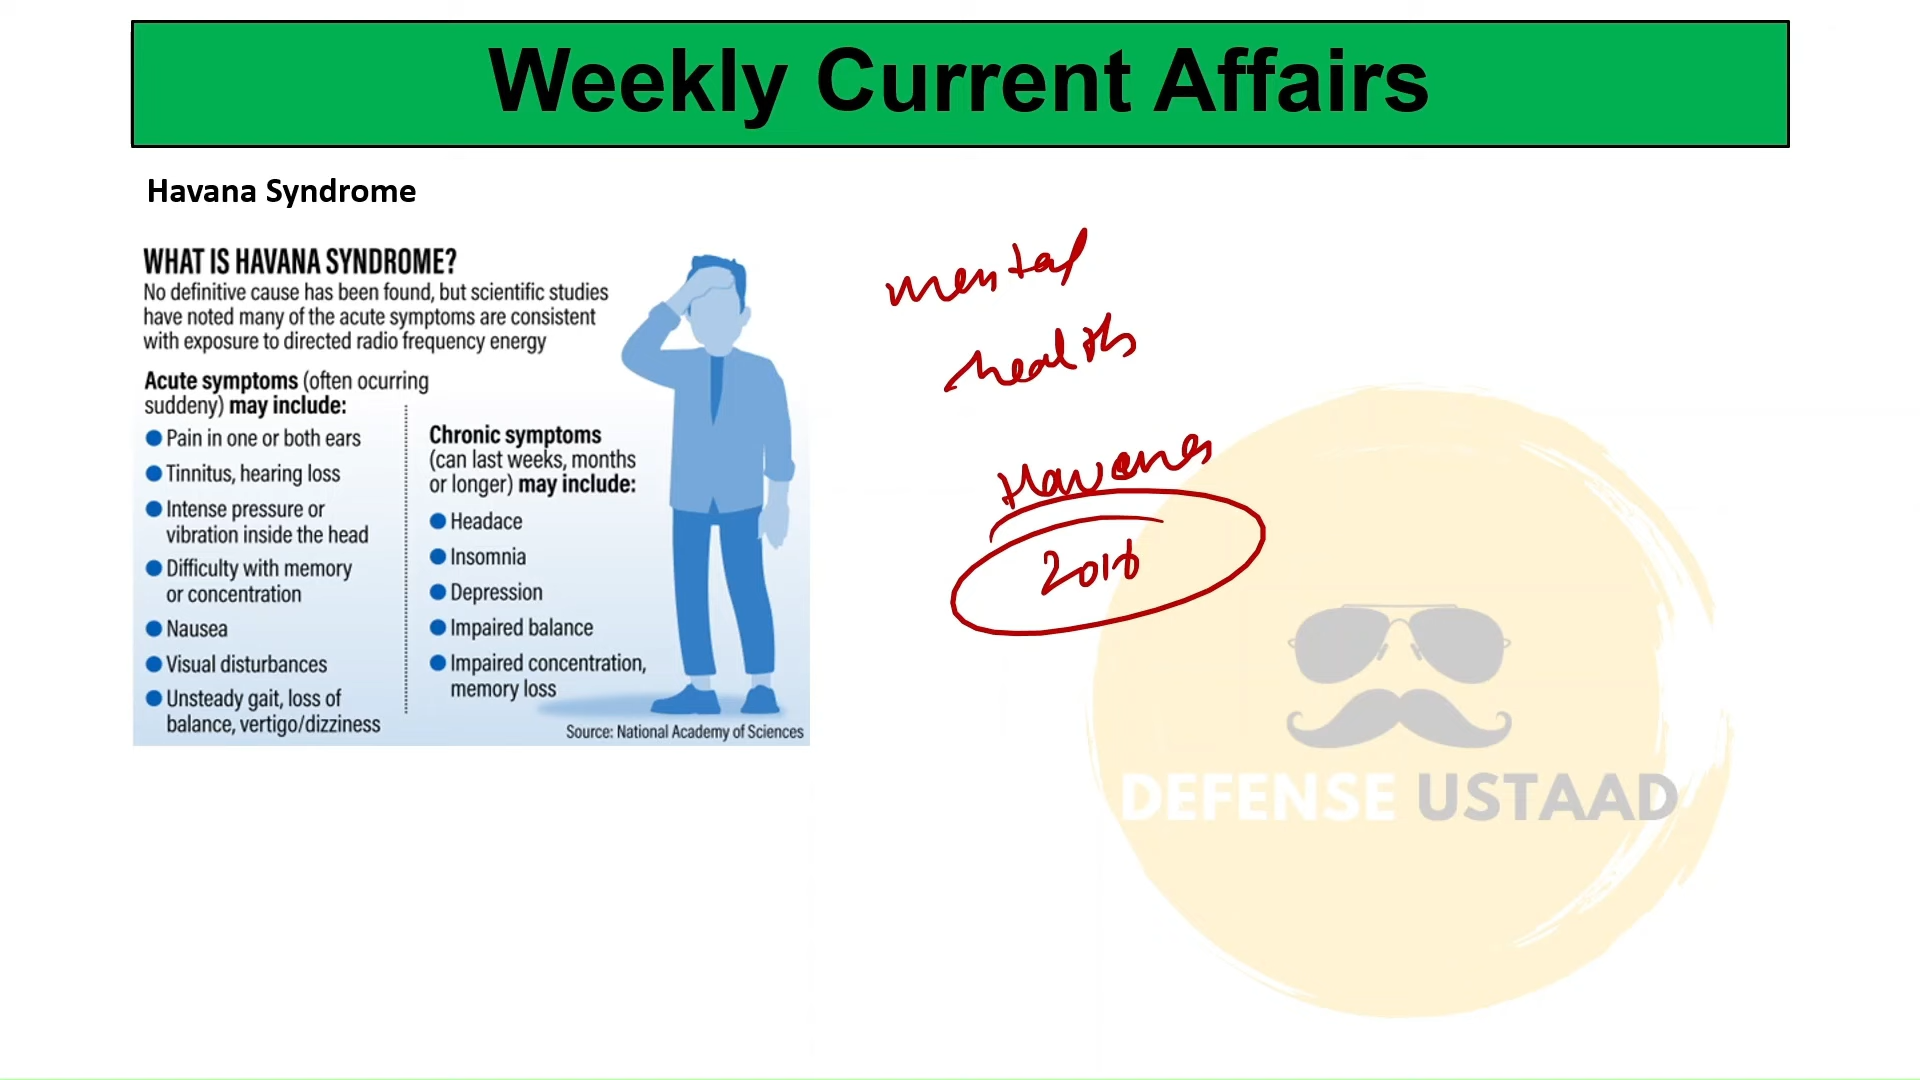 Weekly Current Affairs
Havana Syndrome
WHAT IS HAVANA SYNDROME?
No definitive cause has been found, but scientific studies
have noted many of the acute symptoms are consistent
with exposure to directed radio frequency energy
Acute symptoms (often ocurring
suddeny) may include:
Pain in one or both ears
Tinnitus, hearing loss
Intense pressure or
vibration inside the head
Difficulty with memory
or concentration
Nausea
Visual disturbances
Unsteady gait, loss of
balance, vertigo/dizziness
Chronic symptoms
(can last weeks, months
or longer) may include:
Headace
Insomnia
Depression
Impaired balance
Impaired concentration,
memory loss
Source: National Academy of Sciences
mental
health
Havana
2016
DEFENSE USTAAD